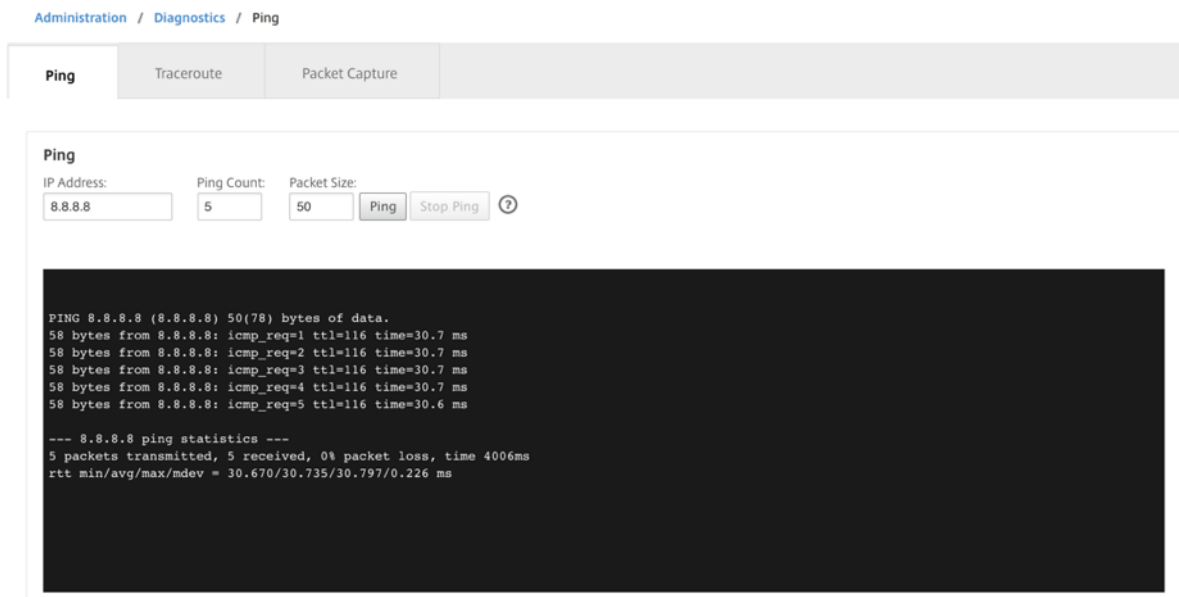 Administration / Diagnostics / Ping
Ping Traceroute Packet Capture
Ping
IP Address: Ping Count: Packet Size:
8.8.8.8 5 50 Ping Stop Ping ?
PING 8.8.8.8 (8.8.8.8) 50(78) bytes of data.
58 bytes from 8.8.8.8: icmp_req=1 ttl=116 time=30.7 ms
58 bytes from 8.8.8.8: icmp_req=2 ttl=116 time=30.7 ms
58 bytes from 8.8.8.8: icmp_req=3 ttl=116 time=30.7 ms
58 bytes from 8.8.8.8: icmp_req=4 ttl=116 time=30.7 ms
58 bytes from 8.8.8.8: icmp_req=5 ttl=116 time=30.6 ms
--- 8.8.8.8 ping statistics ---
5 packets transmitted, 5 received, 0% packet loss, time 4006ms
rtt min/avg/max/mdev = 30.670/30.735/30.797/0.226 ms